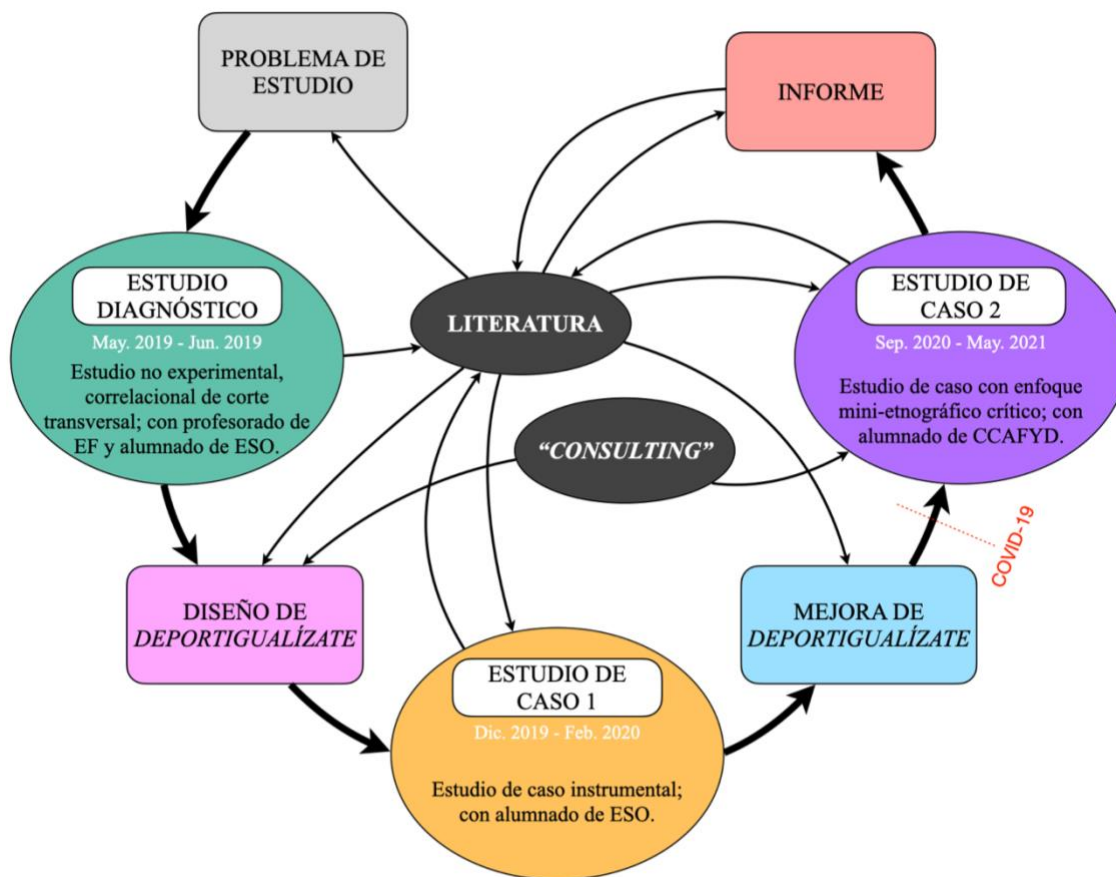 PROBLEMA DE
ESTUDIO
INFORME
ESTUDIO
DIAGNÓSTICO
May. 2019 - Jun. 2019
Estudio no experimental,
correlacional de corte
transversal; con profesorado de
EF y alumnado de ESO.
LITERATURA
ESTUDIO DE
CASO 2
Sep. 2020 - May. 2021
Estudio de caso con enfoque
mini-etnográfico crítico; con
alumnado de CCAFYD.
“CONSULTING”
COVID-19
DISEÑO DE
DEPORTIGUALÍZATE
MEJORA DE
DEPORTIGUALÍZATE
ESTUDIO DE
CASO 1
Dic. 2019 - Feb. 2020
Estudio de caso instrumental;
con alumnado de ESO.